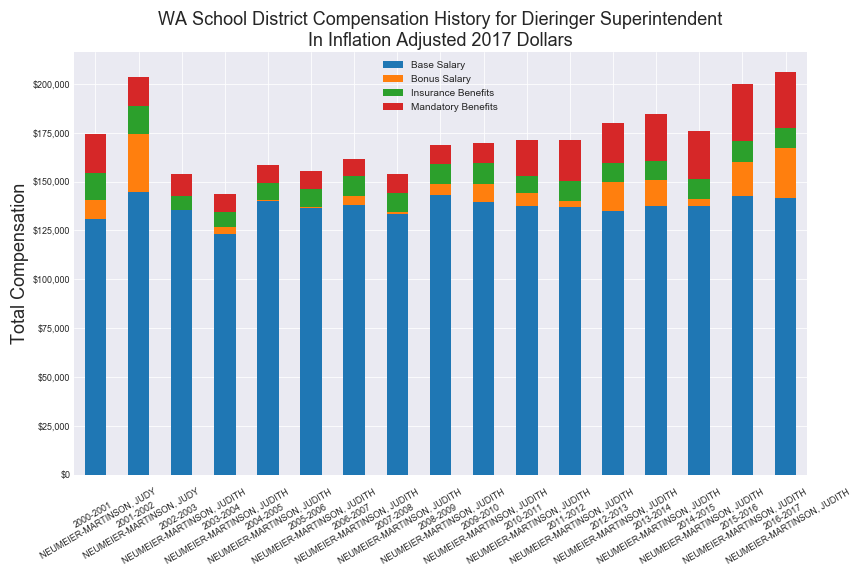 WA School District Compensation History for Dieringer Superintendent
In Inflation Adjusted 2017 Dollars
Base Salary
Bonus Salary
Insurance Benefits
Mandatory Benefits
Total Compensation
$200,000
$175,000
$150,000
$125,000
$100,000
$75,000
$50,000
$25,000
$0
2000-2001
NEUMEIER-MARTINSON, JUDY
2001-2002
NEUMEIER-MARTINSON, JUDY
2002-2003
NEUMEIER-MARTINSON, JUDITH
2003-2004
NEUMEIER-MARTINSON, JUDITH
2004-2005
NEUMEIER-MARTINSON, JUDITH
2005-2006
NEUMEIER-MARTINSON, JUDITH
2006-2007
NEUMEIER-MARTINSON, JUDITH
2007-2008
NEUMEIER-MARTINSON, JUDITH
2008-2009
NEUMEIER-MARTINSON, JUDITH
2009-2010
NEUMEIER-MARTINSON, JUDITH
2010-2011
NEUMEIER-MARTINSON, JUDITH
2011-2012
NEUMEIER-MARTINSON, JUDITH
2012-2013
NEUMEIER-MARTINSON, JUDITH
2013-2014
NEUMEIER-MARTINSON, JUDITH
2014-2015
NEUMEIER-MARTINSON, JUDITH
2015-2016
NEUMEIER-MARTINSON, JUDITH
2016-2017
NEUMEIER-MARTINSON, JUDITH